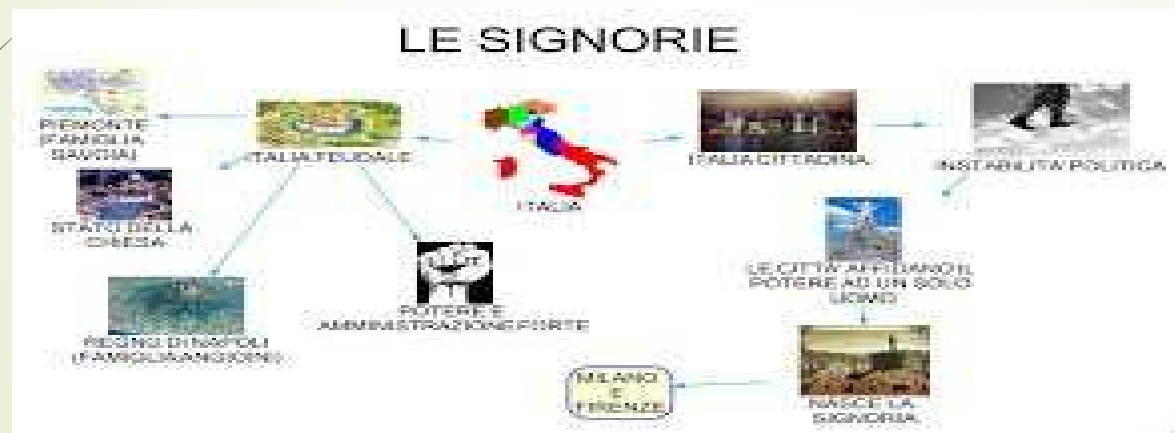 LE SIGNORIE
PIEMONTE
(FAMIGLIA
SAVOIA)
ITALIA FEUDALE
ITALIA
ITALIA CITTADINA
INSTABILITA' POLITICA
STATO DELLA
CHIESA
REGNO DI NAPOLI
(FAMIGLIA ANGIOINI)
POTERE E
AMMINISTRAZIONE FORTE
LE CITTA' AFFIDANO IL
POTERE AD UN SOLO
UOMO
NASCE LA
SIGNORIA
MILANO
E
FIRENZE